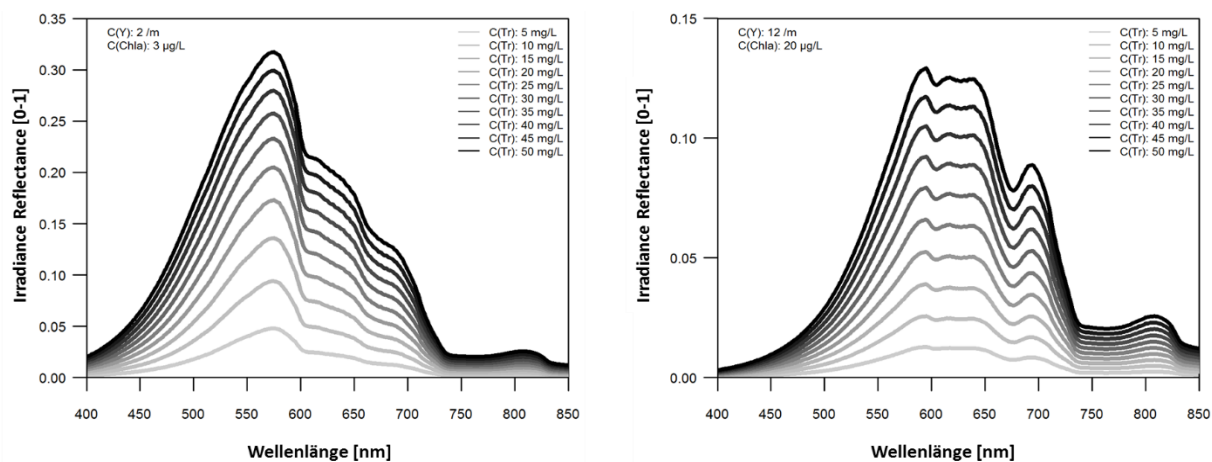 C(Y): 2 /m
C(Chla): 3 µg/L
C(Tr): 5 mg/L
C(Tr): 10 mg/L
C(Tr): 15 mg/L
C(Tr): 20 mg/L
C(Tr): 25 mg/L
C(Tr): 30 mg/L
C(Tr): 35 mg/L
C(Tr): 40 mg/L
C(Tr): 45 mg/L
C(Tr): 50 mg/L
Irradiance Reflectance [0-1]
0.35
0.30
0.25
0.20
0.15
0.10
0.05
0.00
400 450 500 550 600 650 700 750 800 850
Wellenlänge [nm]
C(Y): 12 /m
C(Chla): 20 µg/L
C(Tr): 5 mg/L
C(Tr): 10 mg/L
C(Tr): 15 mg/L
C(Tr): 20 mg/L
C(Tr): 25 mg/L
C(Tr): 30 mg/L
C(Tr): 35 mg/L
C(Tr): 40 mg/L
C(Tr): 45 mg/L
C(Tr): 50 mg/L
Irradiance Reflectance [0-1]
0.15
0.10
0.05
0.00
400 450 500 550 600 650 700 750 800 850
Wellenlänge [nm]